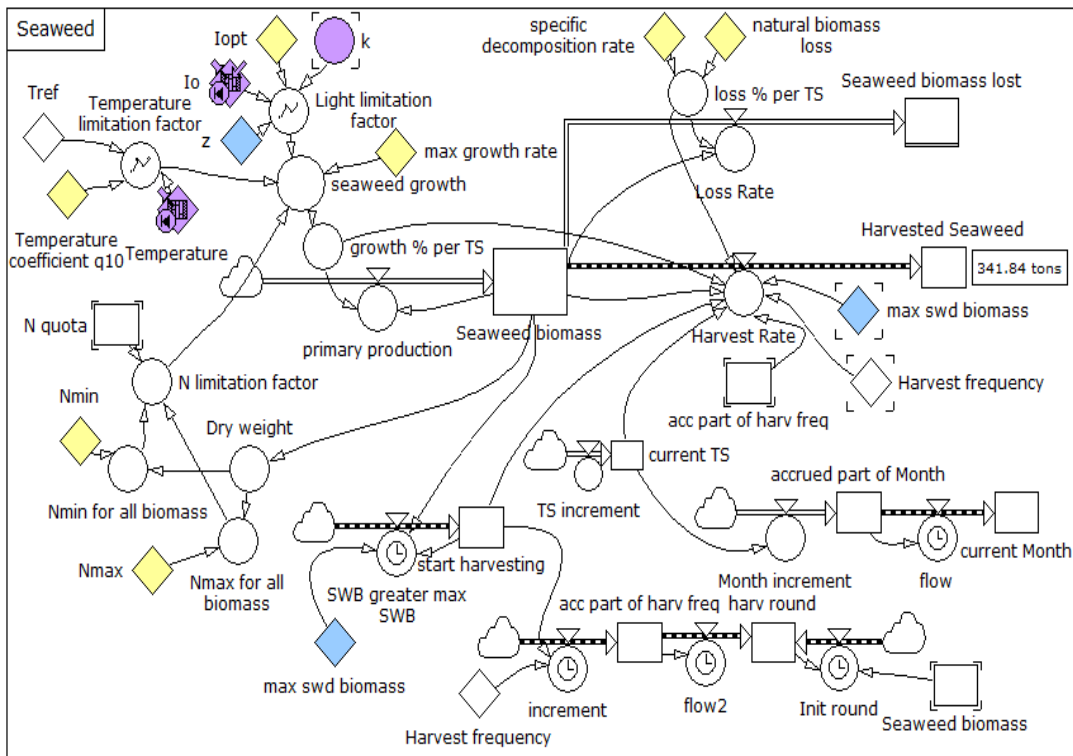 Seaweed
Iopt
k
specific
decomposition rate
natural biomass
loss
Io
Tref
Temperature
limitation factor
Light limitation
factor
loss % per TS
Seaweed biomass lost
z
max growth rate
seaweed growth
Loss Rate
Temperature
coefficient q10
Temperature
growth % per TS
Harvested Seaweed
341.84 tons
N quota
Seaweed biomass
primary production
Harvest Rate
max swd biomass
N limitation factor
Harvest frequency
Nmin
acc part of harv freq
Dry weight
current TS
accrued part of Month
Nmin for all biomass
TS increment
start harvesting
current Month
Nmax
Nmax for all
biomass
SWB greater max
SWB
Month increment
flow
acc part of harv freq
harv round
max swd biomass
increment
flow2
Init round
Harvest frequency
Seaweed biomass